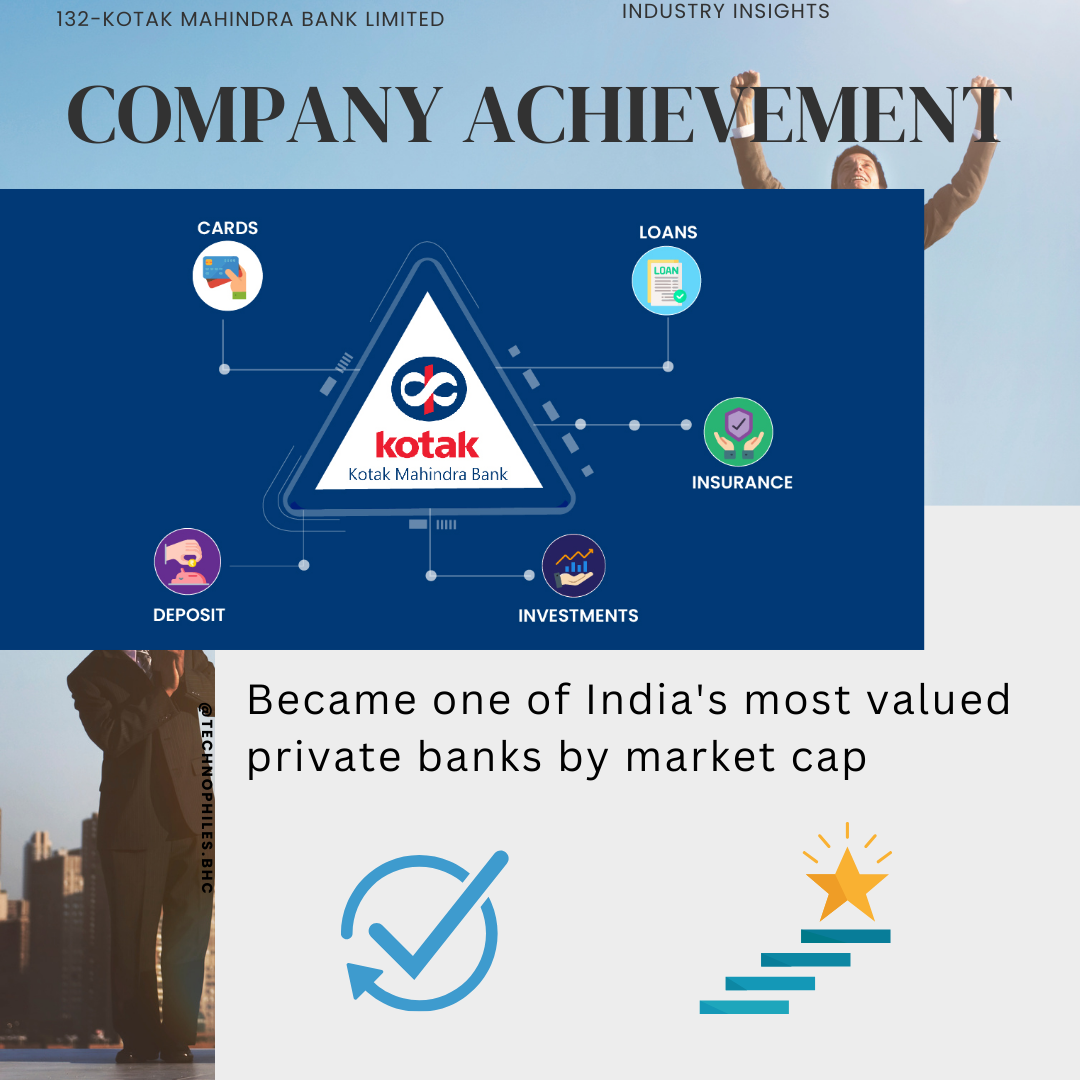 132-KOTAK MAHINDRA BANK LIMITED
INDUSTRY INSIGHTS
COMPANY ACHIEVEMENT
CARDS
LOANS
LOAN
kotak
Kotak Mahindra Bank
INSURANCE
DEPOSIT
INVESTMENTS
Became one of India's most valued
private banks by market cap
@TECHNOPHILES.BHC